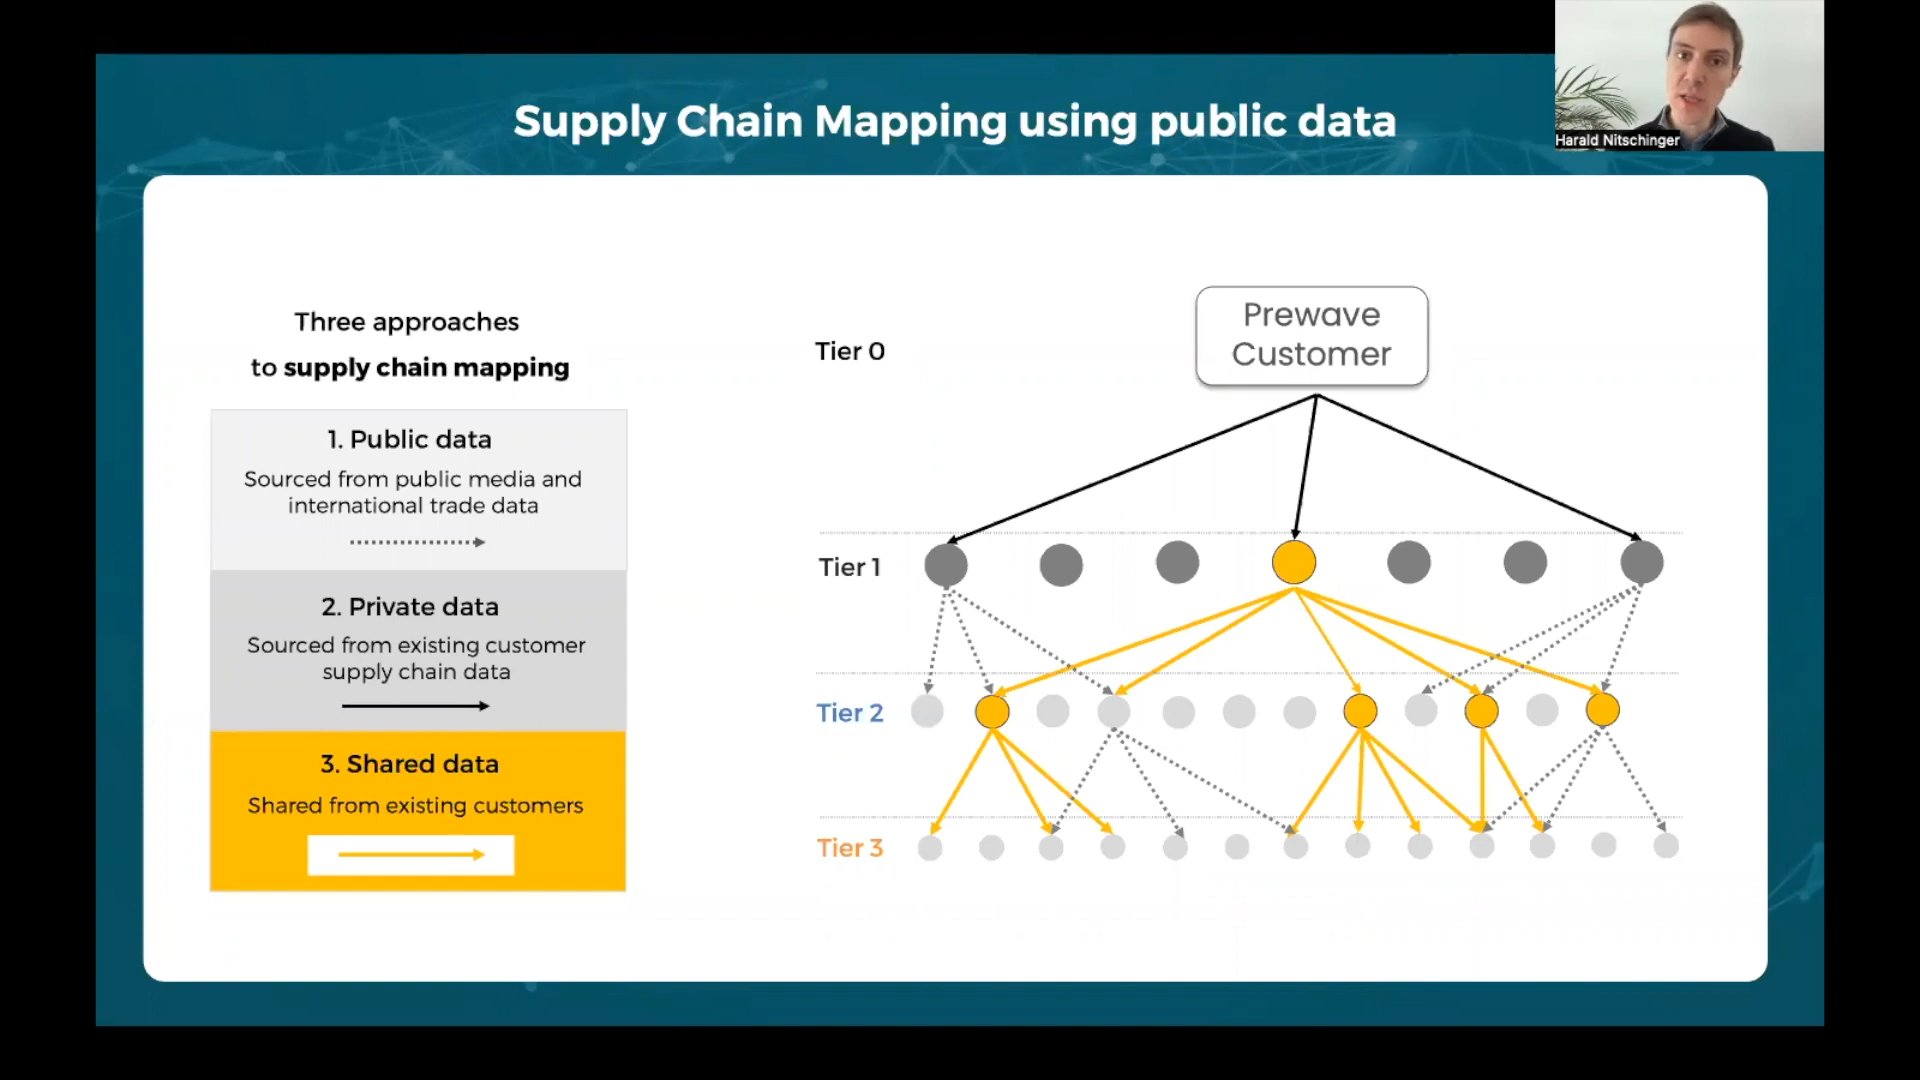 Supply Chain Mapping using public data
Harald Nitschinger
Three approaches
to supply chain mapping
1. Public data
Sourced from public media and
international trade data
2. Private data
Sourced from existing customer
supply chain data
3. Shared data
Shared from existing customers
Prewave
Customer
Tier 0
Tier 1
Tier 2
Tier 3